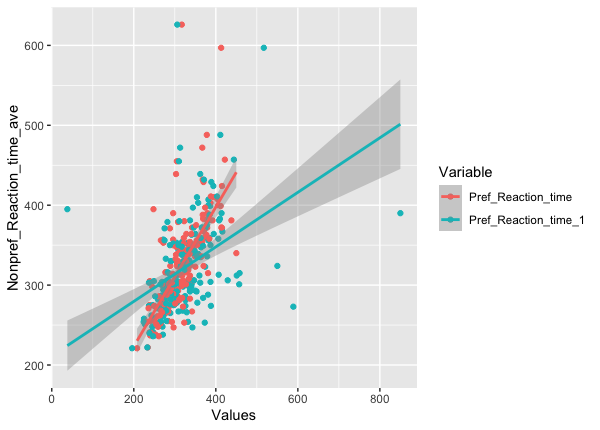 600
500
400
300
200
Nonpref_Reaction_time_ave
0
200
400
600
800
Values
Variable
Pref_Reaction_time
Pref_Reaction_time_1